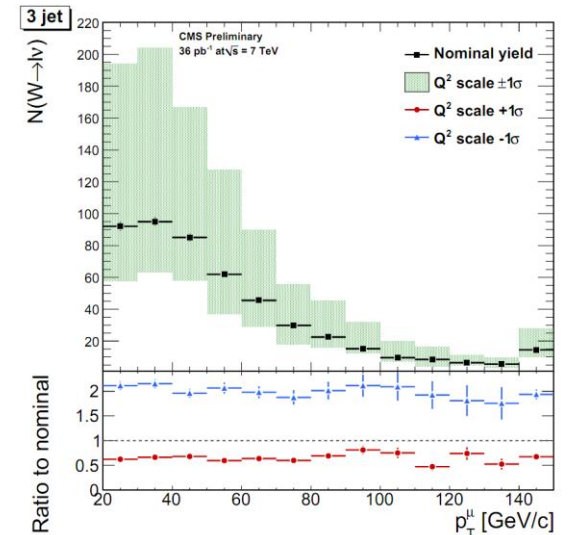 3 jet
CMS Preliminary
36 pb⁻¹ at√s = 7 TeV
Nominal yield
Q² scale ±1σ
Q² scale +1σ
Q² scale -1σ
N(W→lν)
220
200
180
160
140
120
100
80
60
40
20
Ratio to nominal
2
1.5
1
0.5
0
20 40 60 80 100 120 140
p_T^μ [GeV/c]